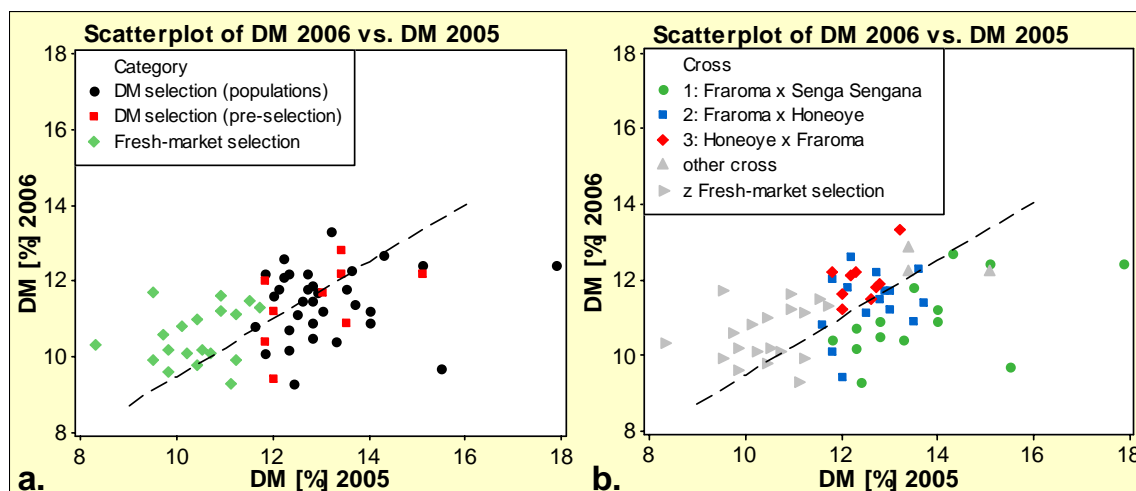 Scatterplot of DM 2006 vs. DM 2005
Category
DM selection (populations)
DM selection (pre-selection)
Fresh-market selection
DM [%] 2006
18
16
14
12
10
8
8 10 12 14 16 18
DM [%] 2005
a.
Scatterplot of DM 2006 vs. DM 2005
Cross
1: Fraroma x Senga Sengana
2: Fraroma x Honeoye
3: Honeoye x Fraroma
other cross
z Fresh-market selection
DM [%] 2006
18
16
14
12
10
8
8 10 12 14 16 18
DM [%] 2005
b.